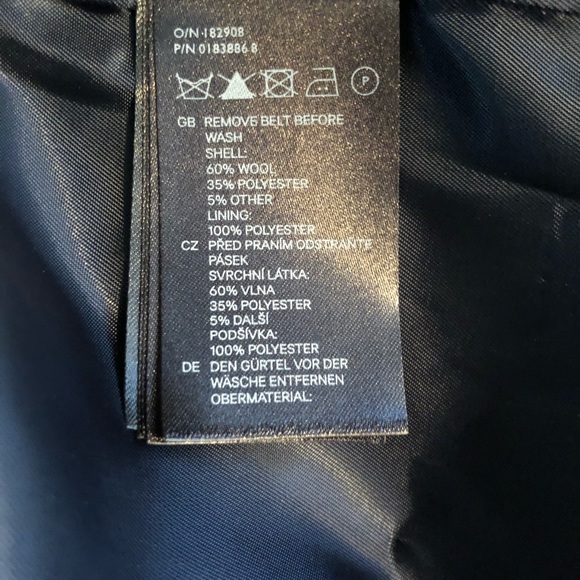 O/N 182908
P/N 0183886 8
P
GB REMOVE BELT BEFORE
WASH
SHELL:
60% WOOL
35% POLYESTER
5% OTHER
LINING:
100% POLYESTER
CZ PŘED PRANÍM ODSTRAŇTE
PÁSEK
SVRCHNÍ LÁTKA:
60% VLNA
35% POLYESTER
5% DALŠÍ
PODŠÍVKA:
100% POLYESTER
DE DEN GÜRTEL VOR DER
WÄSCHE ENTFERNEN
OBERMATERIAL: